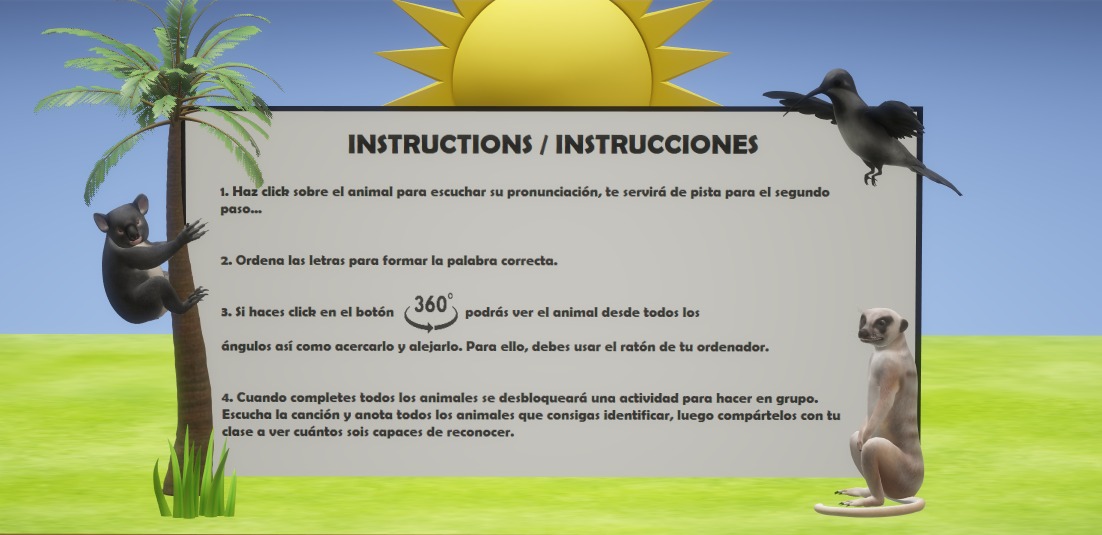 INSTRUCTIONS / INSTRUCCIONES
1. Haz click sobre el animal para escuchar su pronunciación, te servirá de pista para el segundo
paso...
2. Ordena las letras para formar la palabra correcta.
3. Si haces click en el botón 360° podrás ver el animal desde todos los
ángulos así como acercarlo y alejarlo. Para ello, debes usar el ratón de tu ordenador.
4. Cuando completes todos los animales se desbloqueará una actividad para hacer en grupo.
Escucha la canción y anota todos los animales que consigas identificar, luego compártelos con tu
clase a ver cuántos sois capaces de reconocer.